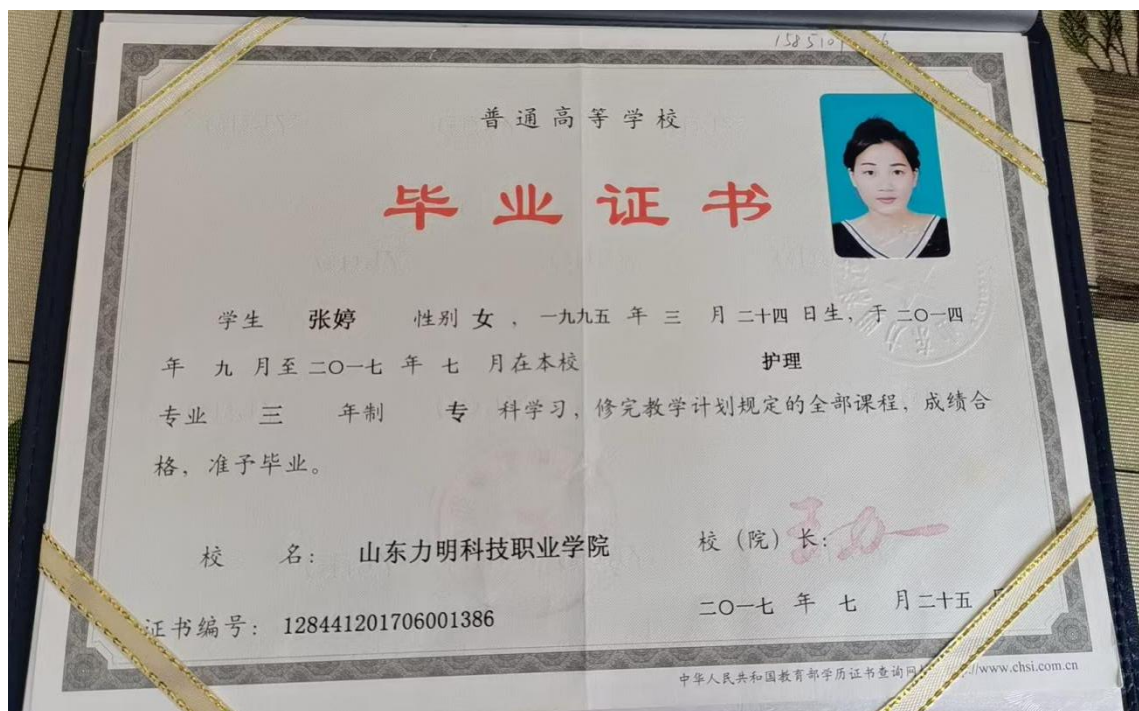 普通高等学校
毕业证书
学生 张婷 性别 女 ，一九九五 年 三 月 二十四 日生，于 二○一四
年 九 月至 二○一七 年 七 月在本校 护理
专业 三 年制 专 科学习，修完教学计划规定的全部课程，成绩合
格，准予毕业。
校 名： 山东力明科技职业学院 校（院）长： 王力一
二○一七 年 七 月 二十五
证书编号： 128441201706001386
中华人民共和国教育部学历证书查询网 //www.chsi.com.cn